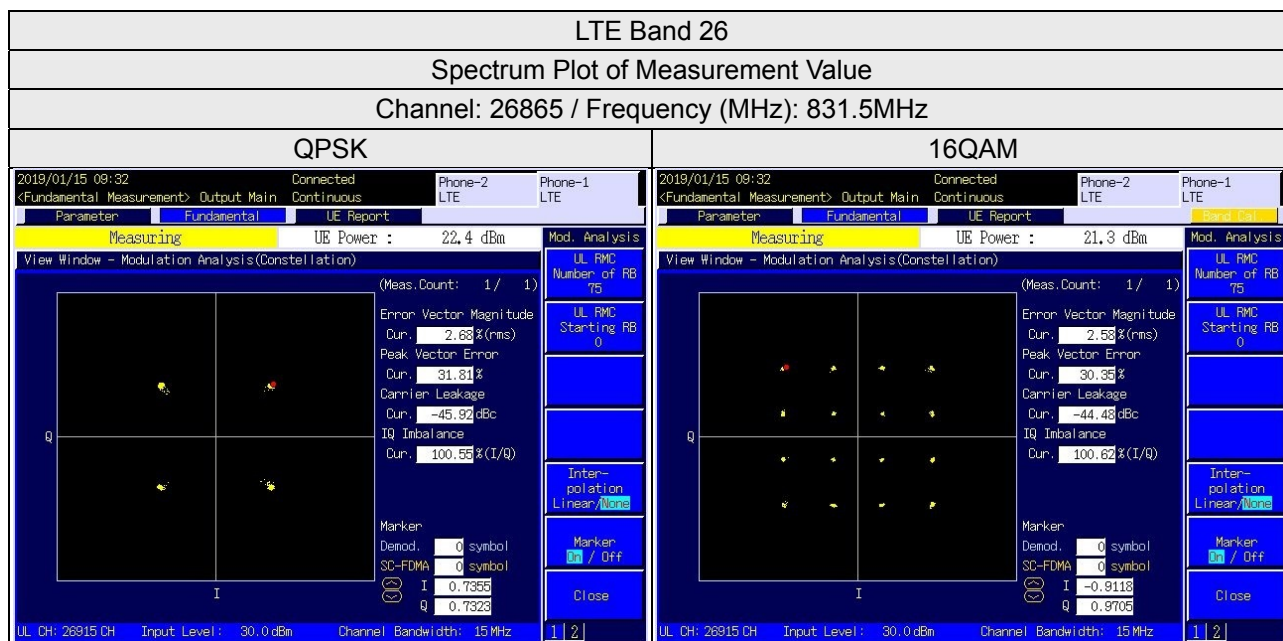 LTE Band 26
Spectrum Plot of Measurement Value
Channel: 26865 / Frequency (MHz): 831.5MHz
QPSK
16QAM
2019/01/15 09:32 Connected Phone-2 Phone-1
<Fundamental Measurement> Output Main Continuous LTE LTE
Parameter Fundamental UE Report
Measuring UE Power : 22.4 dBm Mod. Analysis
View Window - Modulation Analysis(Constellation)
(Meas.Count: 1/ 1)
Error Vector Magnitude
Cur. 2.68 %(rms)
Peak Vector Error
Cur. 31.81 %
Carrier Leakage
Cur. -45.92 dBc
IQ Imbalance
Cur. 100.55 %(I/Q)
Q
I
Marker
Demod. 0 symbol
SC-FDMA 0 symbol
I 0.7355
Q 0.7323
UL RMC
Number of RB
75
UL RMC
Starting RB
0
Inter-
polation
Linear/None
Marker
On / Off
Close
UL CH: 26915 CH Input Level: 30.0 dBm Channel Bandwidth: 15 MHz 1 2
2019/01/15 09:32 Connected Phone-2 Phone-1
<Fundamental Measurement> Output Main Continuous LTE LTE
Parameter Fundamental UE Report Band Cal.
Measuring UE Power : 21.3 dBm Mod. Analysis
View Window - Modulation Analysis(Constellation)
(Meas.Count: 1/ 1)
Error Vector Magnitude
Cur. 2.58 %(rms)
Peak Vector Error
Cur. 30.35 %
Carrier Leakage
Cur. -44.48 dBc
IQ Imbalance
Cur. 100.62 %(I/Q)
Q
I
Marker
Demod. 0 symbol
SC-FDMA 0 symbol
I -0.9118
Q 0.9705
UL RMC
Number of RB
75
UL RMC
Starting RB
0
Inter-
polation
Linear/None
Marker
On / Off
Close
UL CH: 26915 CH Input Level: 30.0 dBm Channel Bandwidth: 15 MHz 1 2